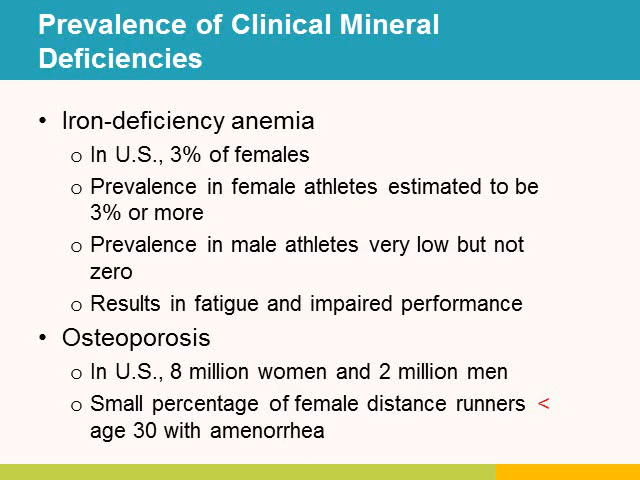 Prevalence of Clinical Mineral
Deficiencies
• Iron-deficiency anemia
o In U.S., 3% of females
o Prevalence in female athletes estimated to be
3% or more
o Prevalence in male athletes very low but not
zero
o Results in fatigue and impaired performance
• Osteoporosis
o In U.S., 8 million women and 2 million men
o Small percentage of female distance runners <
age 30 with amenorrhea